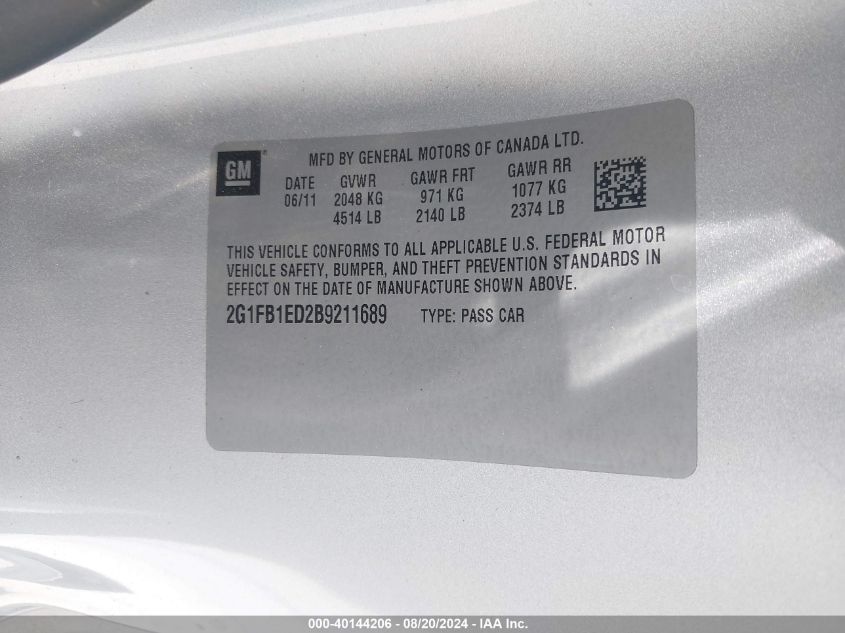 GM
MFD BY GENERAL MOTORS OF CANADA LTD.
DATE GVWR GAWR FRT GAWR RR
06/11 2048 KG 971 KG 1077 KG
4514 LB 2140 LB 2374 LB
THIS VEHICLE CONFORMS TO ALL APPLICABLE U.S. FEDERAL MOTOR
VEHICLE SAFETY, BUMPER, AND THEFT PREVENTION STANDARDS IN
EFFECT ON THE DATE OF MANUFACTURE SHOWN ABOVE.
2G1FB1ED2B9211689 TYPE: PASS CAR
000-40144206 - 08/20/2024 - IAA Inc.